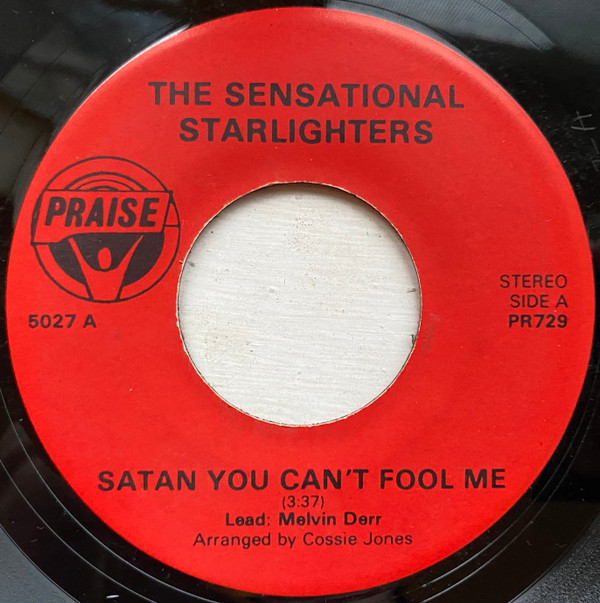 THE SENSATIONAL
STARLIGHTERS
PRAISE
5027 A
STEREO
SIDE A
PR729
SATAN YOU CAN'T FOOL ME
(3:37)
Lead: Melvin Derr
Arranged by Cossie Jones